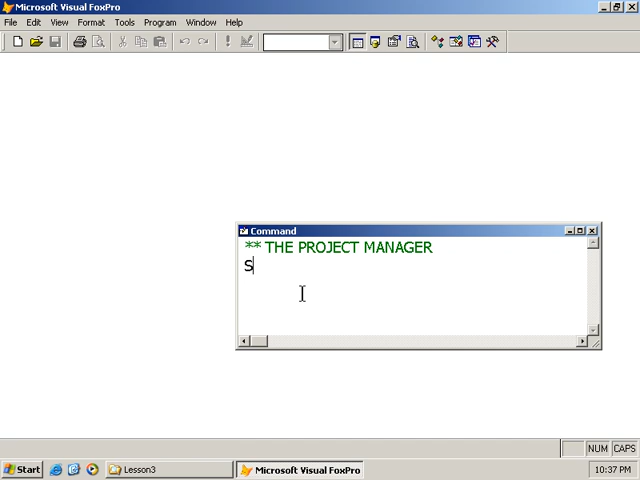 Microsoft Visual FoxPro
File Edit View Format Tools Program Window Help
Command
** THE PROJECT MANAGER
S
NUM CAPS
Start Lesson3 Microsoft Visual FoxPro 10:37 PM